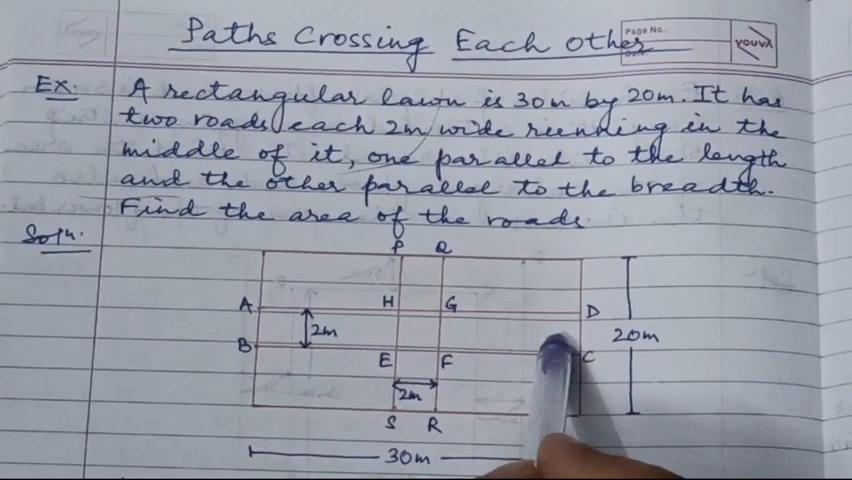 Paths Crossing Each other
Page No.
Date
YOUVA
Ex. A rectangular lawn is 30m by 20m. It has
two roads each 2m wide running in the
middle of it, one parallel to the length
and the other parallel to the breadth.
Find the area of the roads.
Soln.
P Q
A H G D
2m 20m
B E F C
2m
S R
30m